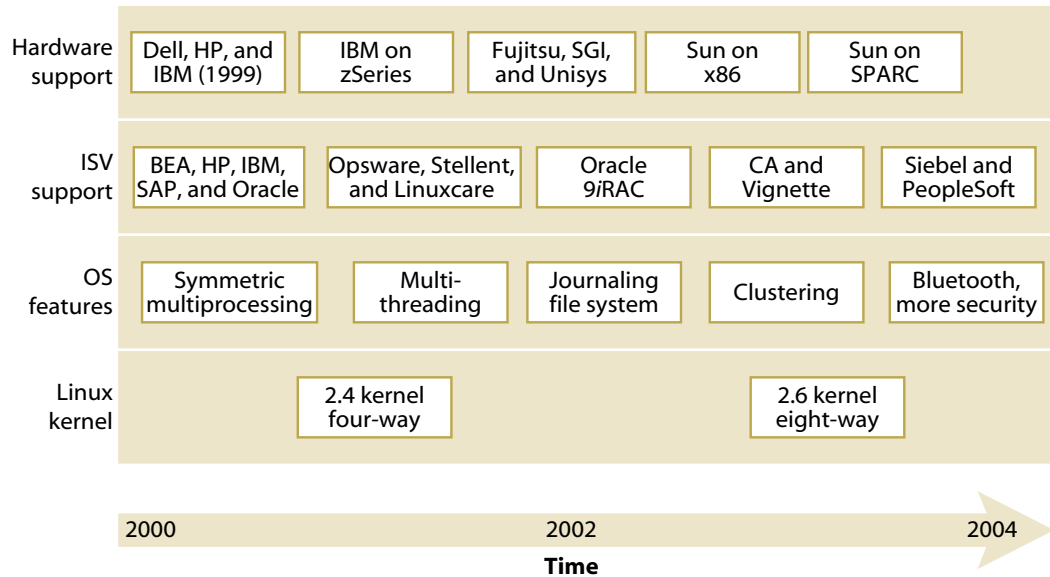 Hardware
support
Dell, HP, and
IBM (1999)
IBM on
zSeries
Fujitsu, SGI,
and Unisys
Sun on
x86
Sun on
SPARC
ISV
support
BEA, HP, IBM,
SAP, and Oracle
Opsware, Stellent,
and Linuxcare
Oracle
9iRAC
CA and
Vignette
Siebel and
PeopleSoft
OS
features
Symmetric
multiprocessing
Multi-
threading
Journaling
file system
Clustering
Bluetooth,
more security
Linux
kernel
2.4 kernel
four-way
2.6 kernel
eight-way
2000
2002
2004
Time